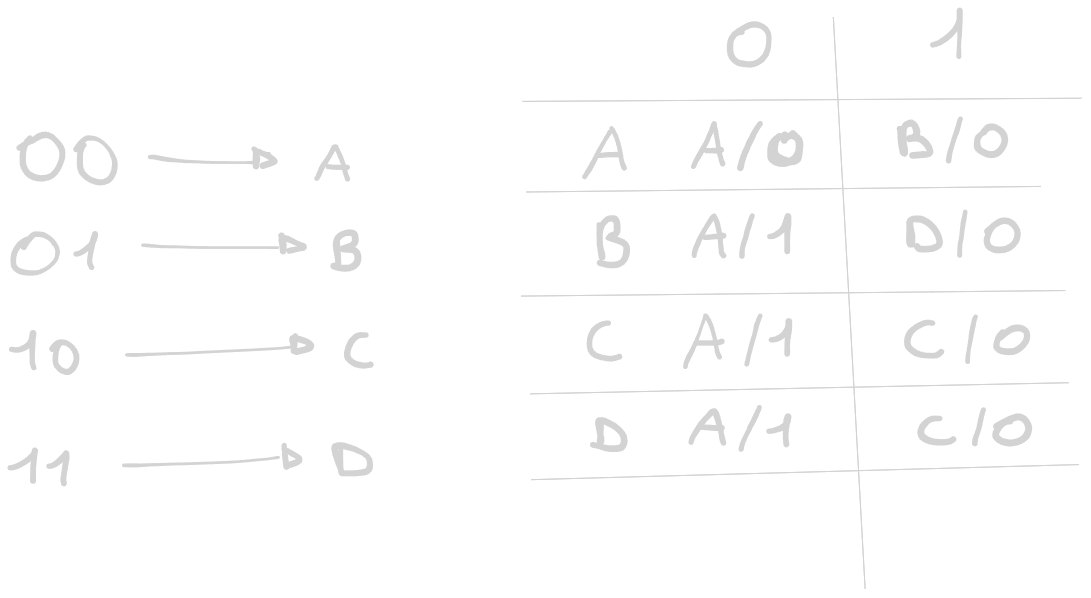 00 → A
01 → B
10 → C
11 → D
0 1
A A/0 B/0
B A/1 D/0
C A/1 C/0
D A/1 C/0